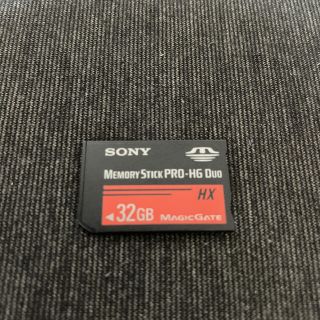 SONY
MEMORY STICK PRO-HG DUO
HX
32GB MAGICGATE